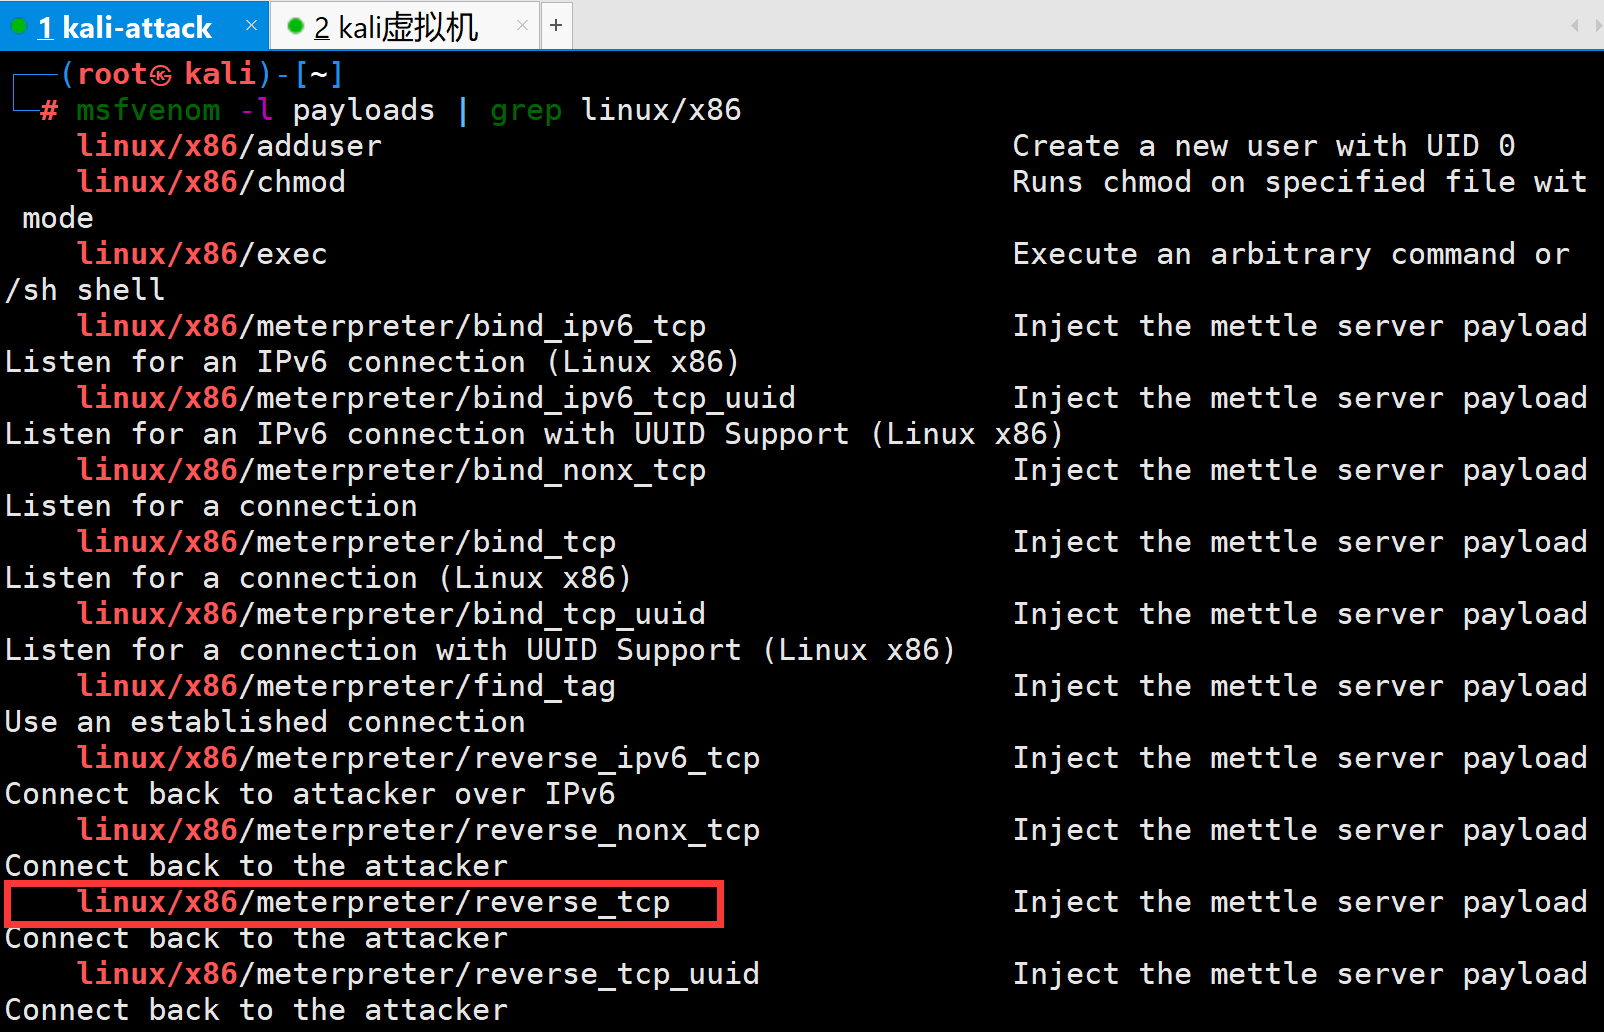 1 kali-attack × 2 kali虚拟机 × +
(root㉿kali)-[~]
# msfvenom -l payloads | grep linux/x86
linux/x86/adduser Create a new user with UID 0
linux/x86/chmod Runs chmod on specified file wit
mode
linux/x86/exec Execute an arbitrary command or
/sh shell
linux/x86/meterpreter/bind_ipv6_tcp Inject the mettle server payload
Listen for an IPv6 connection (Linux x86)
linux/x86/meterpreter/bind_ipv6_tcp_uuid Inject the mettle server payload
Listen for an IPv6 connection with UUID Support (Linux x86)
linux/x86/meterpreter/bind_nonx_tcp Inject the mettle server payload
Listen for a connection
linux/x86/meterpreter/bind_tcp Inject the mettle server payload
Listen for a connection (Linux x86)
linux/x86/meterpreter/bind_tcp_uuid Inject the mettle server payload
Listen for a connection with UUID Support (Linux x86)
linux/x86/meterpreter/find_tag Inject the mettle server payload
Use an established connection
linux/x86/meterpreter/reverse_ipv6_tcp Inject the mettle server payload
Connect back to attacker over IPv6
linux/x86/meterpreter/reverse_nonx_tcp Inject the mettle server payload
Connect back to the attacker
linux/x86/meterpreter/reverse_tcp Inject the mettle server payload
Connect back to the attacker
linux/x86/meterpreter/reverse_tcp_uuid Inject the mettle server payload
Connect back to the attacker